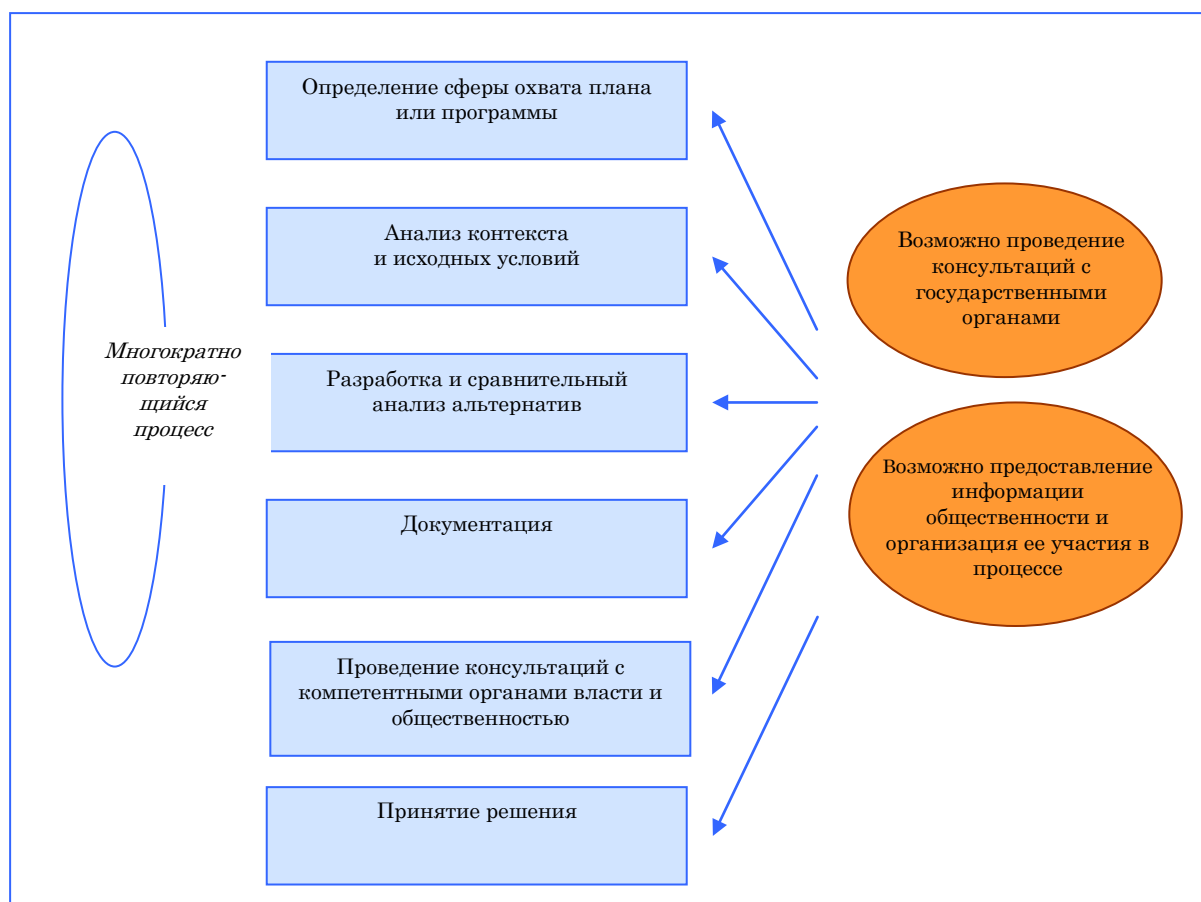 Определение сферы охвата плана
или программы
Анализ контекста
и исходных условий
Многократно
повторяю-
щийся
процесс
Разработка и сравнительный
анализ альтернатив
Документация
Проведение консультаций с
компетентными органами власти и
общественностью
Принятие решения
Возможно проведение
консультаций с
государственными
органами
Возможно предоставление
информации
общественности и
организация ее участия в
процессе